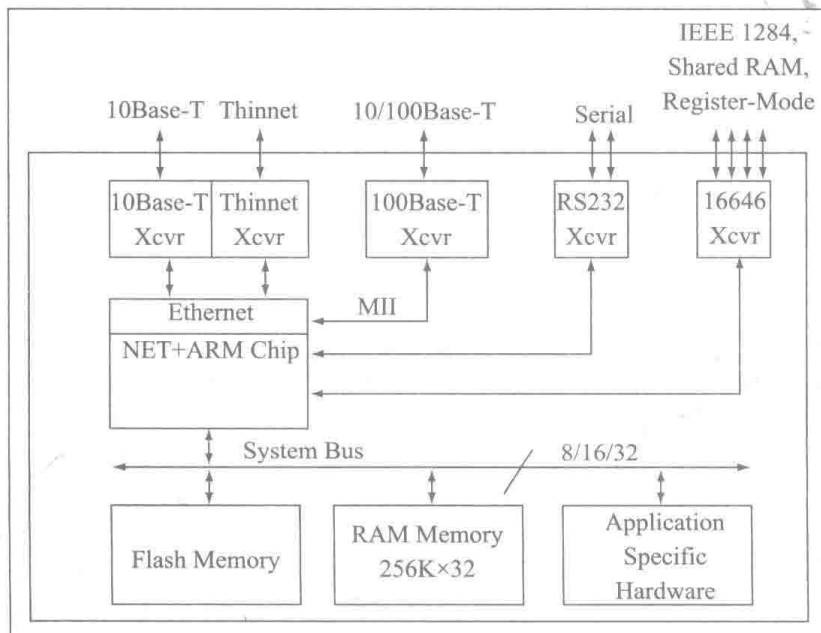 IEEE 1284,
Shared RAM,
Register-Mode
10Base-T Thinnet 10/100Base-T Serial
10Base-T
Xcvr
Thinnet
Xcvr
100Base-T
Xcvr
RS232
Xcvr
16646
Xcvr
Ethernet
MII
NET+ARM Chip
System Bus
8/16/32
Flash Memory
RAM Memory
256K×32
Application
Specific
Hardware